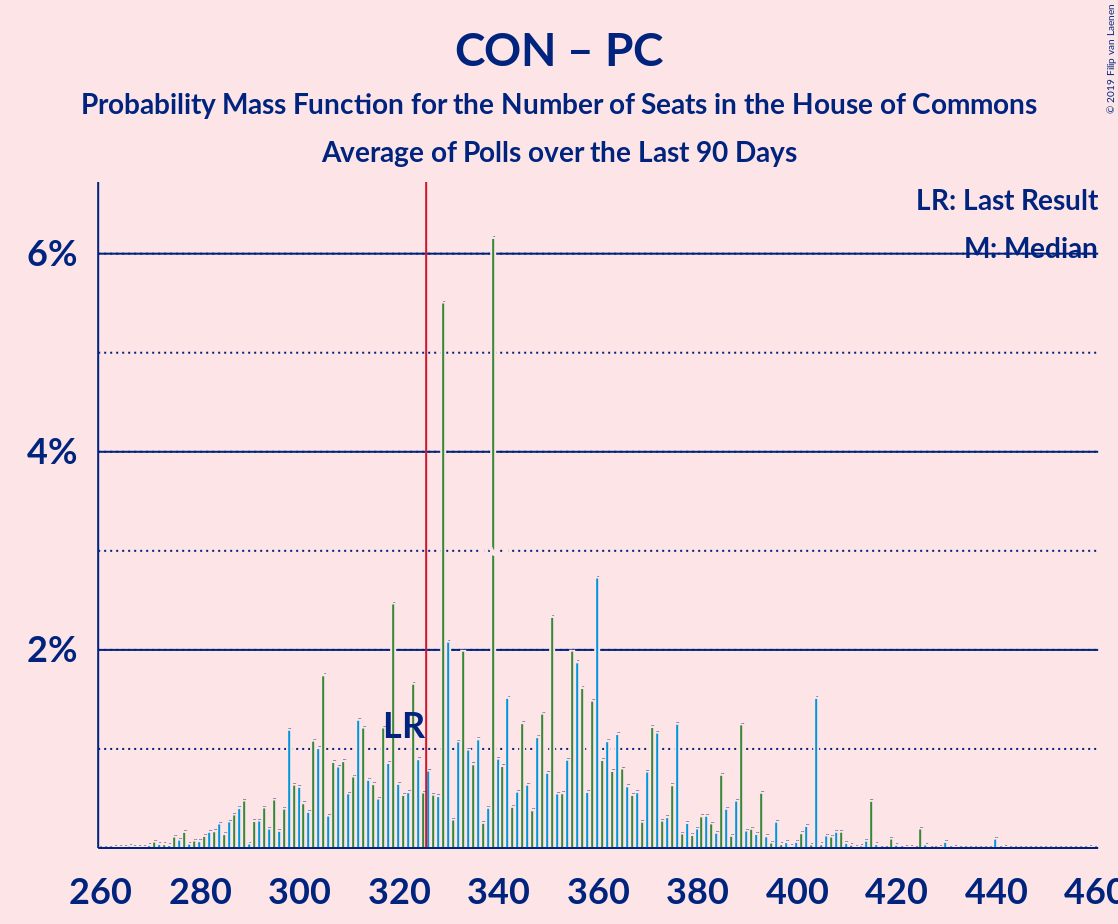 CON – PC
Probability Mass Function for the Number of Seats in the House of Commons
Average of Polls over the Last 90 Days
© 2019 Filip van Laenen
LR: Last Result
M: Median
6%
4%
2%
LR
260 280 300 320 340 360 380 400 420 440 460